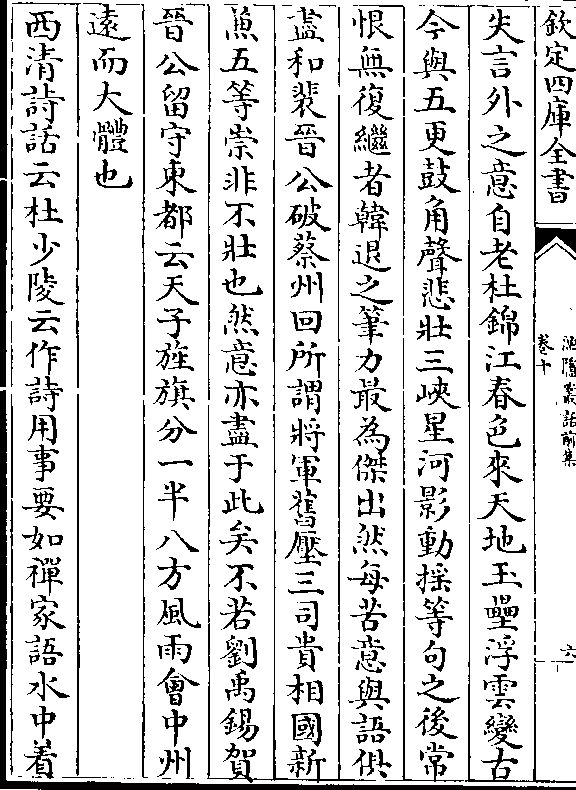 欽定四庫全書
漁隱叢話前集
卷十
六
失言外之意自老杜錦江春色來天地玉壘浮雲變古
今與五更鼓角聲悲壯三峽星河影動搖等句之後常
恨無復繼者韓退之筆力最為傑出然每苦意與語俱
盡和裴晉公破蔡州回所謂將軍舊壓三司貴相國新
兼五等崇非不壯也然意亦盡于此矣不若劉禹錫賀
晉公留守東都云天子旌旗分一半八方風雨會中州
遠而大體也
西清詩話云杜少陵云作詩用事要如禪家語水中着